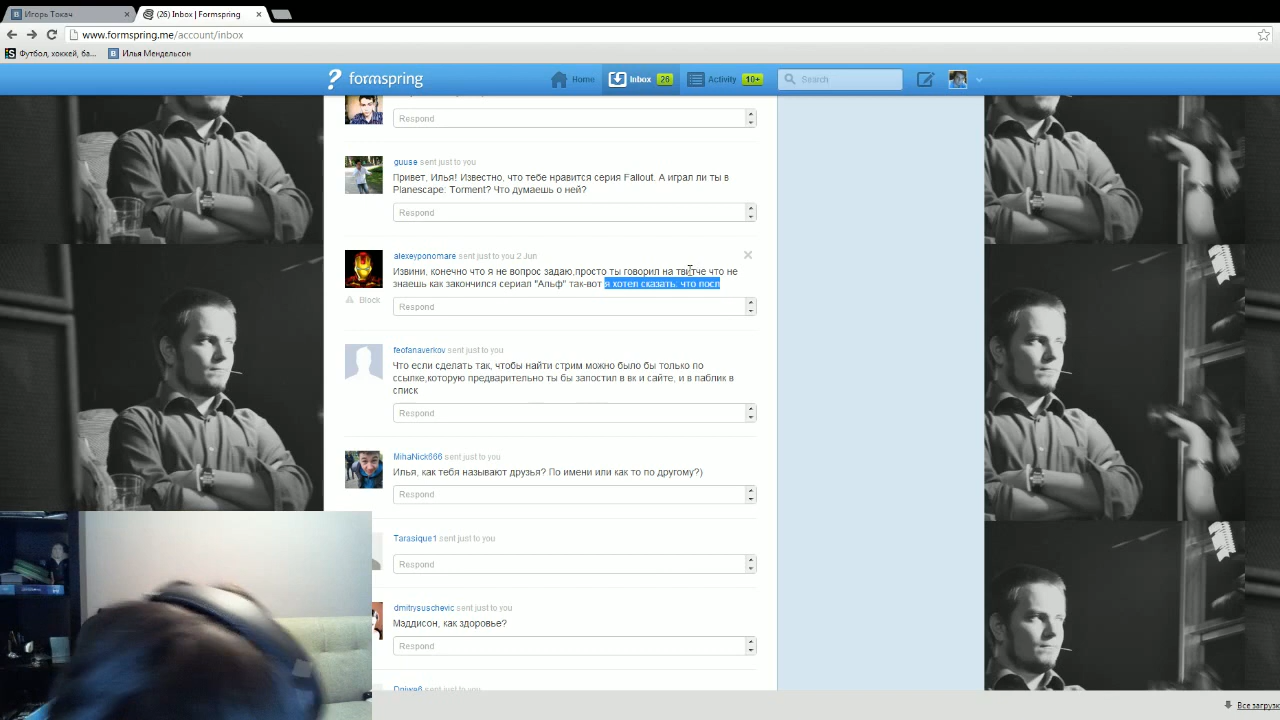 Игорь Токач
(26) Inbox | Formspring
www.formspring.me/account/inbox
Футбол, хоккей, ба...
Илья Мендельсон
formspring
Home
Inbox 26
Activity 10+
Search
Respond
guuse sent just to you
Привет, Илья! Известно, что тебе нравится серия Fallout. А играл ли ты в
Planescape: Torment? Что думаешь о ней?
Respond
alexeyponomare sent just to you 2 Jun
Извини, конечно что я не вопрос задаю,просто ты говорил на твитче что не
знаешь как закончился сериал "Альф" так-вот я хотел сказать: что посл
Block
Respond
feofanaverkov sent just to you
Что если сделать так, чтобы найти стрим можно было бы только по
ссылке,которую предварительно ты бы запостил в вк и сайте, и в паблик в
списк
Respond
MihaNick666 sent just to you
Илья, как тебя называют друзья? По имени или как то по другому?)
Respond
Tarasique1 sent just to you
Respond
dmitrysuschevic sent just to you
Мэддисон, как здоровье?
Respond
sent just to you
Все загрузк